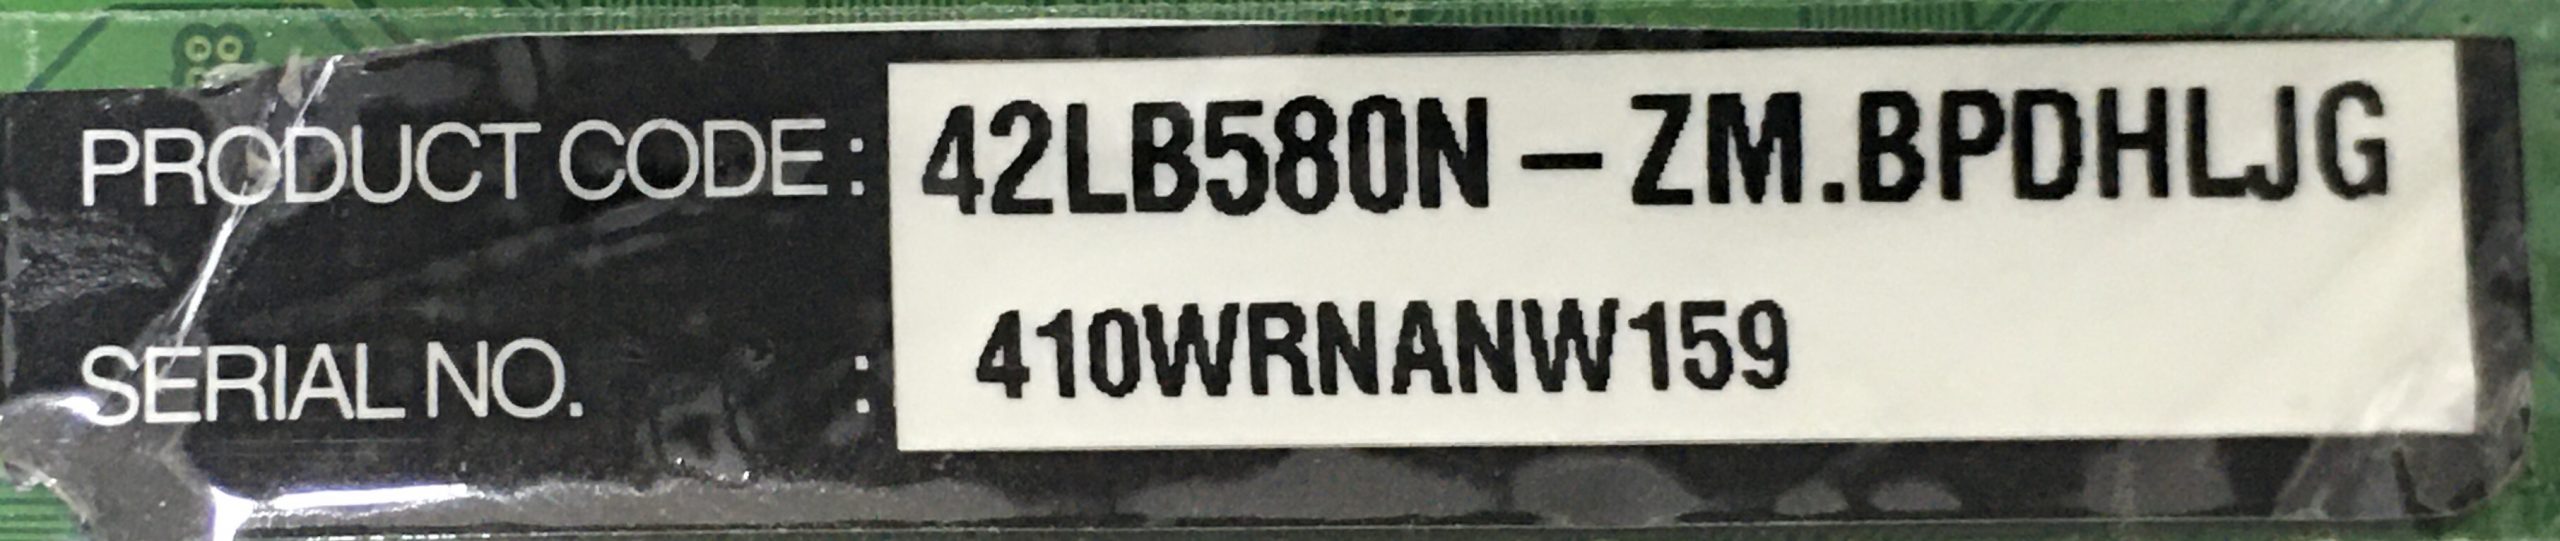 PRODUCT CODE: 42LB580N-ZM.BPDHLJG
SERIAL NO. : 410WRNANW159